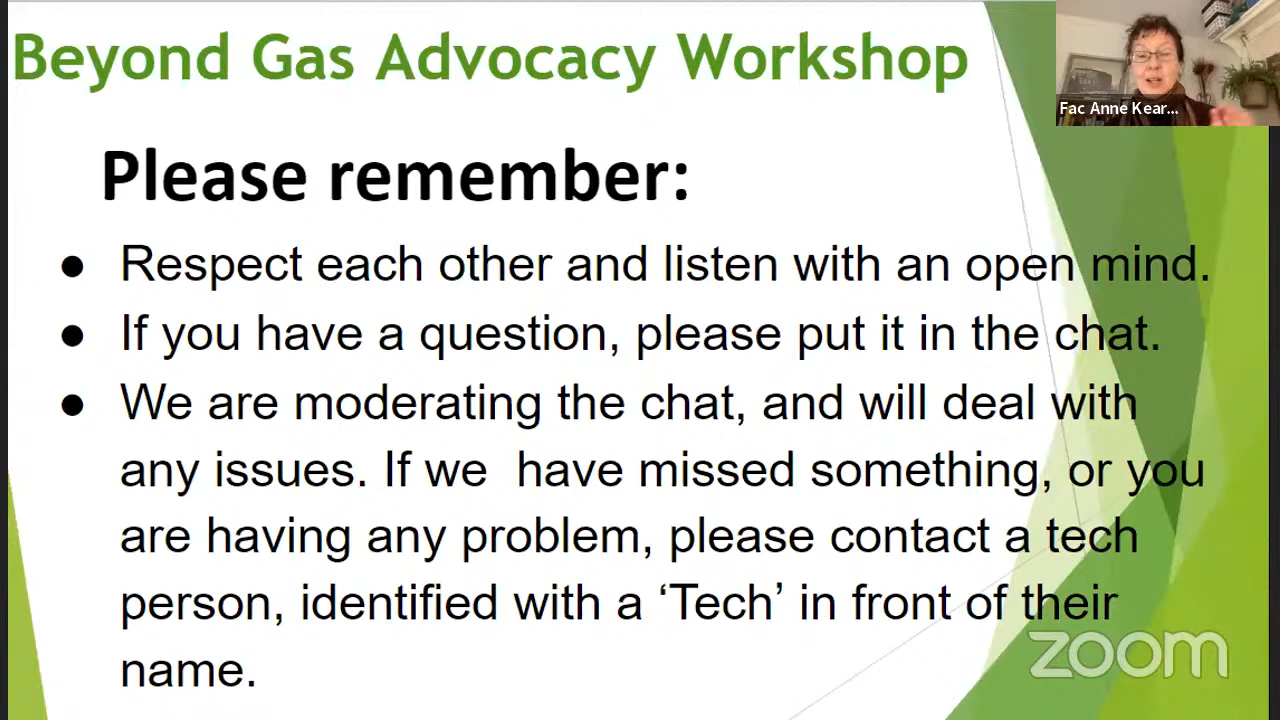 Beyond Gas Advocacy Workshop
Fac Anne Kear...
Please remember:
● Respect each other and listen with an open mind.
● If you have a question, please put it in the chat.
● We are moderating the chat, and will deal with
any issues. If we  have missed something, or you
are having any problem, please contact a tech
person, identified with a ‘Tech’ in front of their
name.
zoom